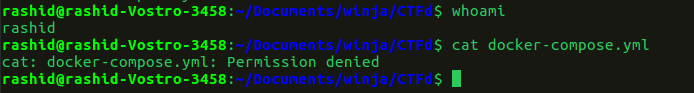 rashid@rashid-Vostro-3458:~/Documents/winja/CTFd$ whoami
rashid
rashid@rashid-Vostro-3458:~/Documents/winja/CTFd$ cat docker-compose.yml
cat: docker-compose.yml: Permission denied
rashid@rashid-Vostro-3458:~/Documents/winja/CTFd$